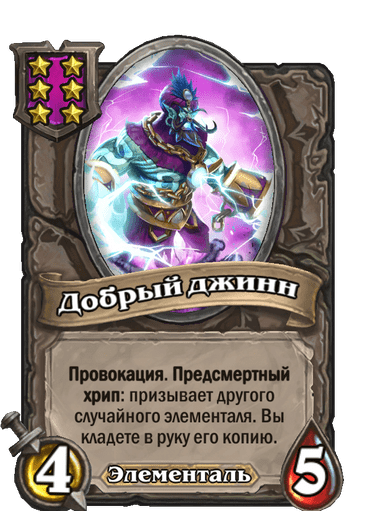 Добрый джинн
Провокация. Предсмертный
хрип: призывает другого
случайного элементаля. Вы
кладете в руку его копию.
4
Элементаль
5